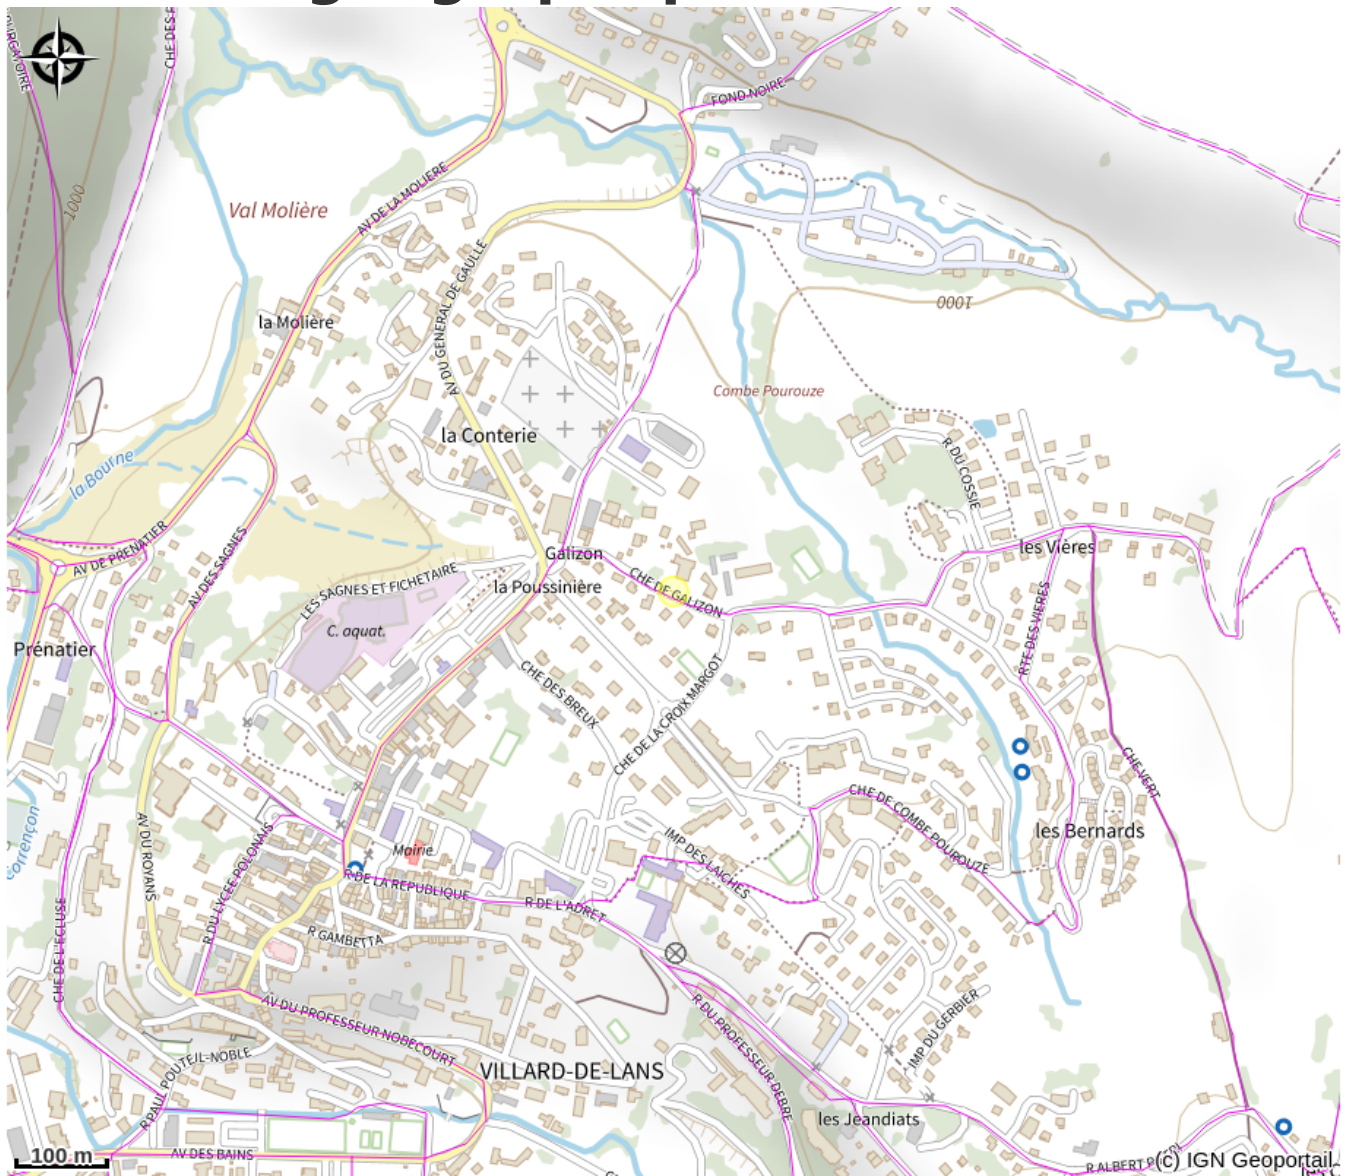 FOND NOIRE
AV DE LA MOLIERE
1000
Val Molière
AV DU GENERAL DE GAULLE
1000
la Molière
Combe Pourouze
la Conterie
R DU COSSIE
la Bourne
AV DE PRENATIER
Galizon
les Vières
AV DES SAGNES
LES SAGNES ET FICHETAIRE
la Poussinière
CHE DE GALIZON
C. aquat.
RTE DES VIERES
Prénatier
CHE DES BREUX
CHE DE LA CROIX MARGOT
CHE VERT
CHE DE COMBE POUROUZE
les Bernards
AV DU ROYANS
R DU LYCEE POLONAIS
Mairie
IMP DES LAICHES
R DE LA REPUBLIQUE
R DE L'ADRET
R GAMBETTA
CHE DE L'ECLUSE
AV DU PROFESSEUR NOBECOURT
R DU PROFESSEUR DEBRE
IMP DU GERBIER
R PAUL POUTEIL-NOBLE
VILLARD-DE-LANS
les Jeandiats
AV DES BAINS
100 m
R ALBERT
(c) IGN Geoportail